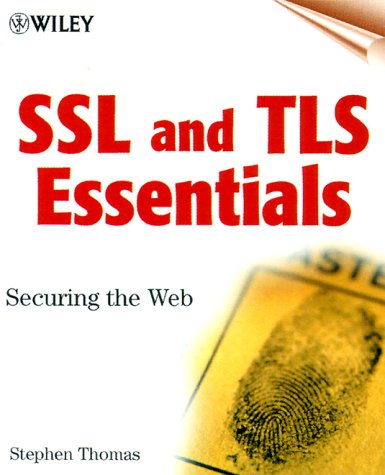 WILEY
SSL and TLS
Essentials
Securing the Web
Stephen Thomas